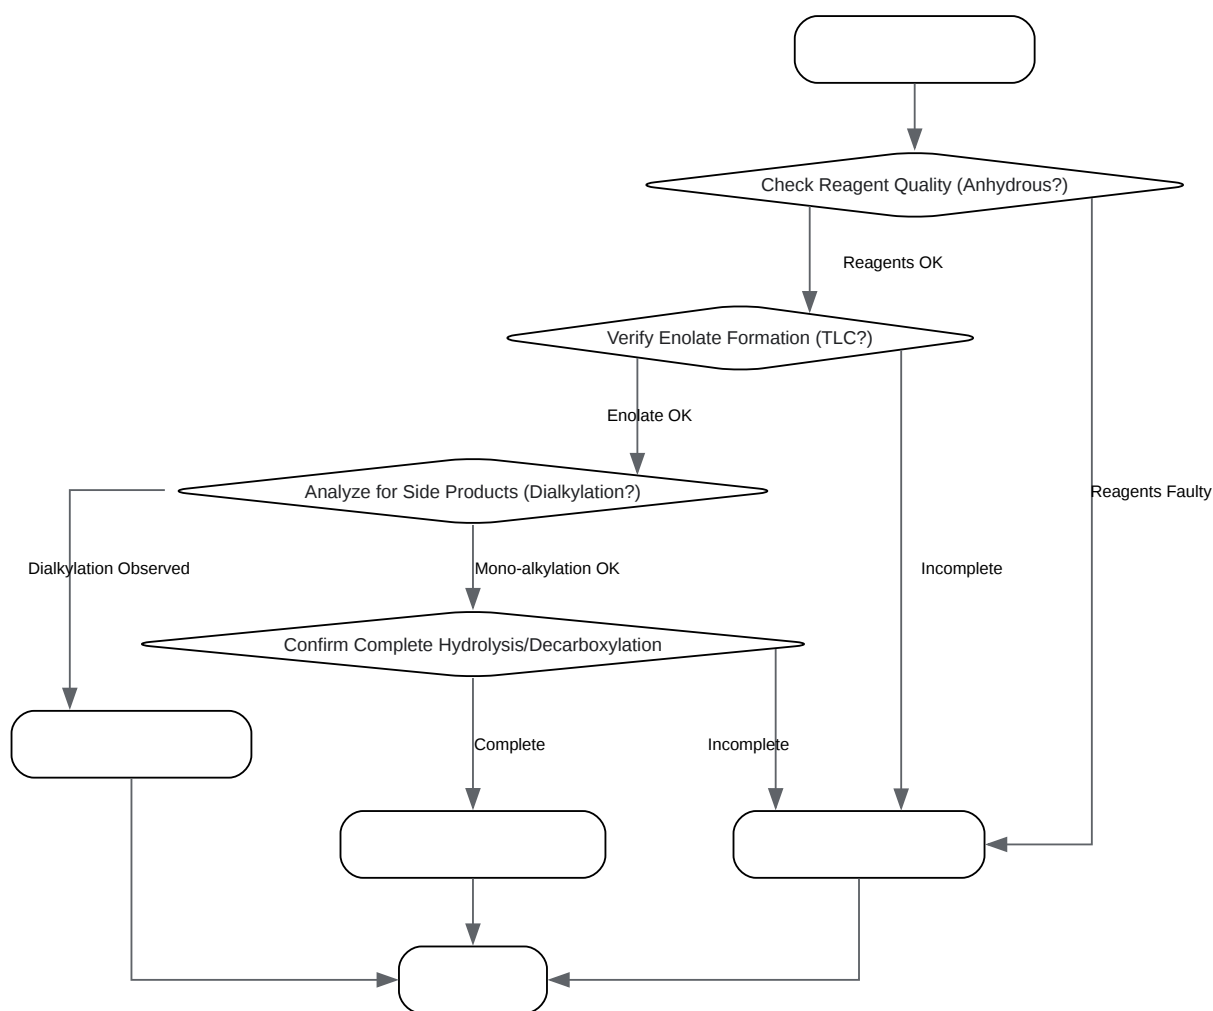 Check Reagent Quality (Anhydrous?)
Reagents OK
Verify Enolate Formation (TLC?)
Enolate OK
Analyze for Side Products (Dialkylation?)
Reagents Faulty
Dialkylation Observed
Mono-alkylation OK
Incomplete
Confirm Complete Hydrolysis/Decarboxylation
Complete
Incomplete